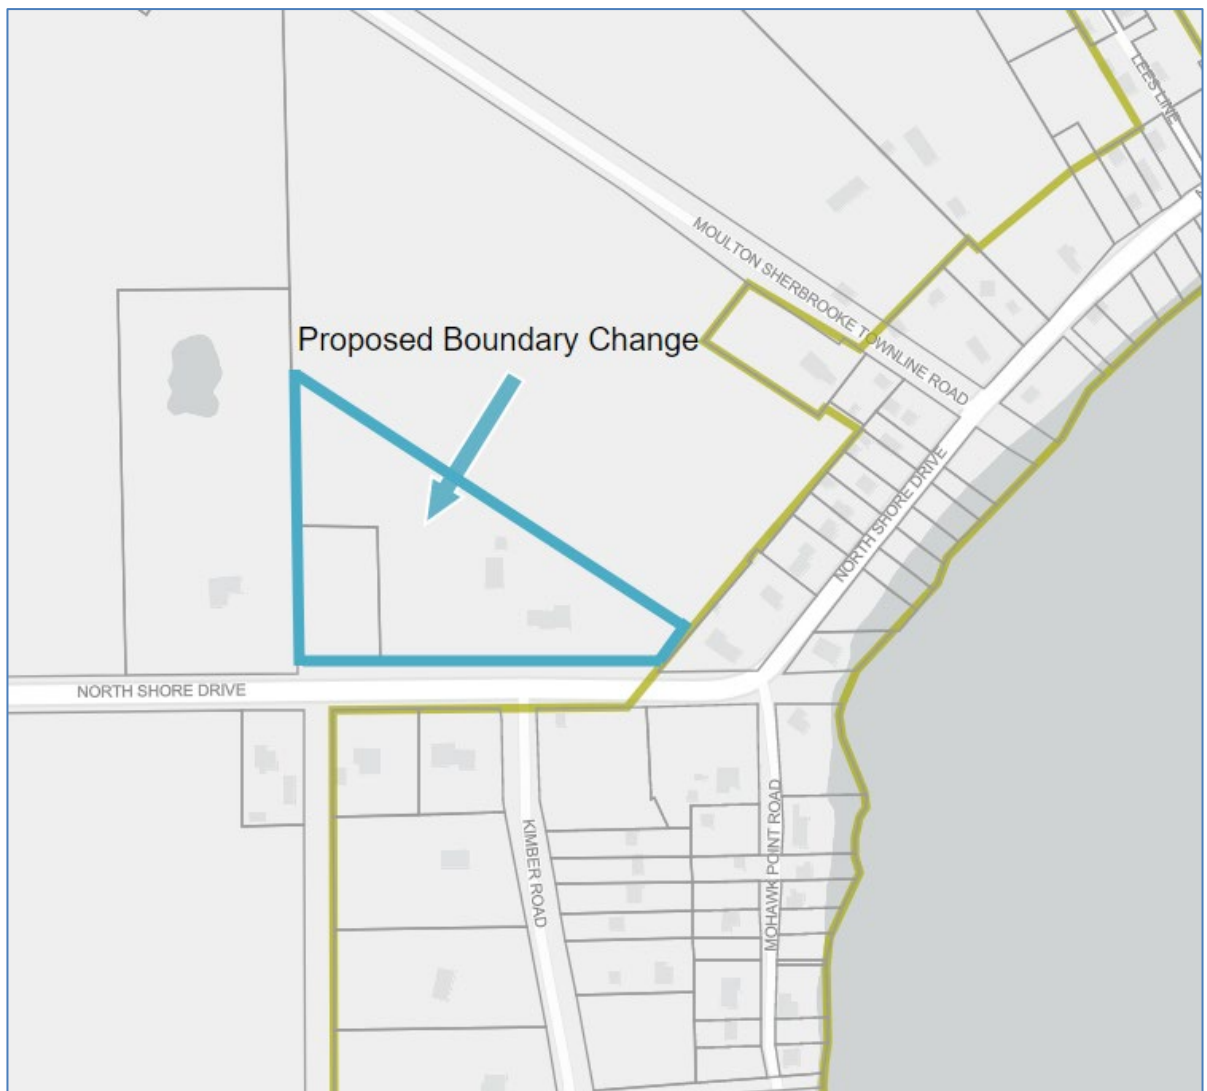 LEES LINE
MOULTON SHERBROOKE TOWNLINE ROAD
Proposed Boundary Change
NORTH SHORE DRIVE
NORTH SHORE DRIVE
KIMBER ROAD
MOHAWK POINT ROAD